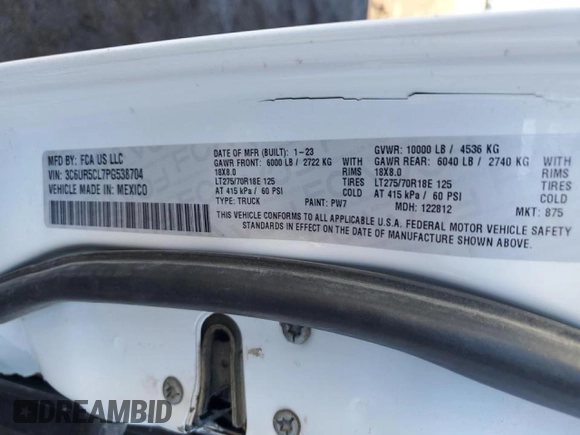 MFD BY: FCA US LLC
VIN: 3C6UR5CL7PG538704
VEHICLE MADE IN: MEXICO
DATE OF MFR (BUILT): 1-23
GAWR FRONT: 6000 LB / 2722 KG
18X8.0 RIMS
LT275/70R18E 125 TIRES
AT 415 kPa / 60 PSI COLD
TYPE: TRUCK
PAINT: PW7
GVWR: 10000 LB / 4536 KG
GAWR REAR: 6040 LB / 2740 KG
18X8.0 RIMS
LT275/70R18E 125 TIRES
AT 415 kPa / 60 PSI COLD
MDH: 122812
MKT: 875
THIS VEHICLE CONFORMS TO ALL APPLICABLE U.S.A. FEDERAL MOTOR VEHICLE SAFETY
STANDARDS IN EFFECT ON THE DATE OF MANUFACTURE SHOWN ABOVE.
DREAMBID